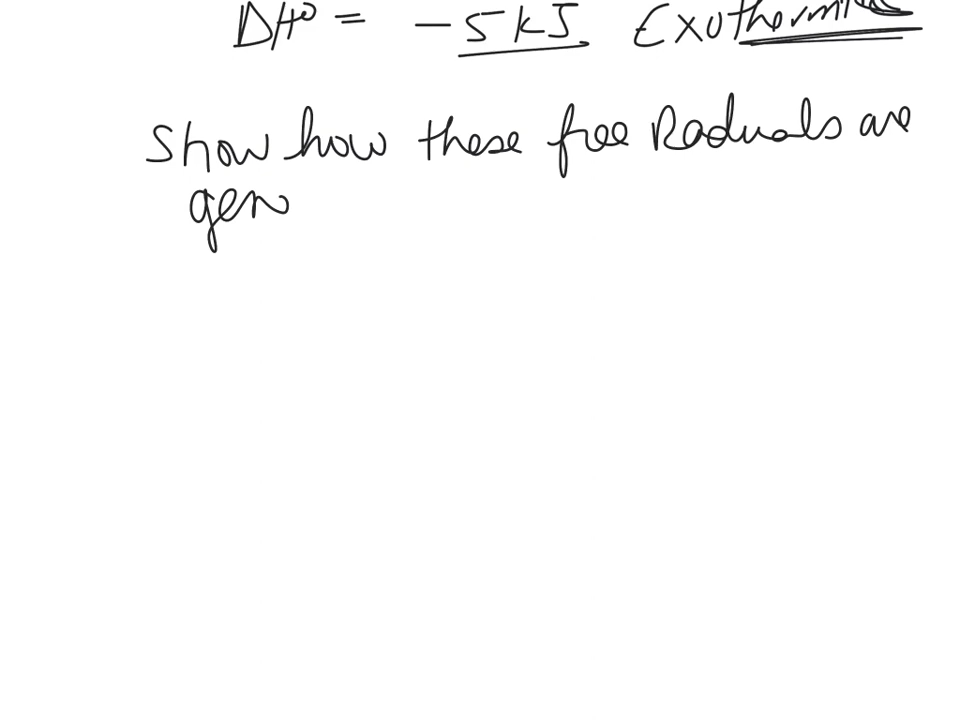 ΔH° = - 5 kJ Exothermic
Show how these free Radicals are
gen